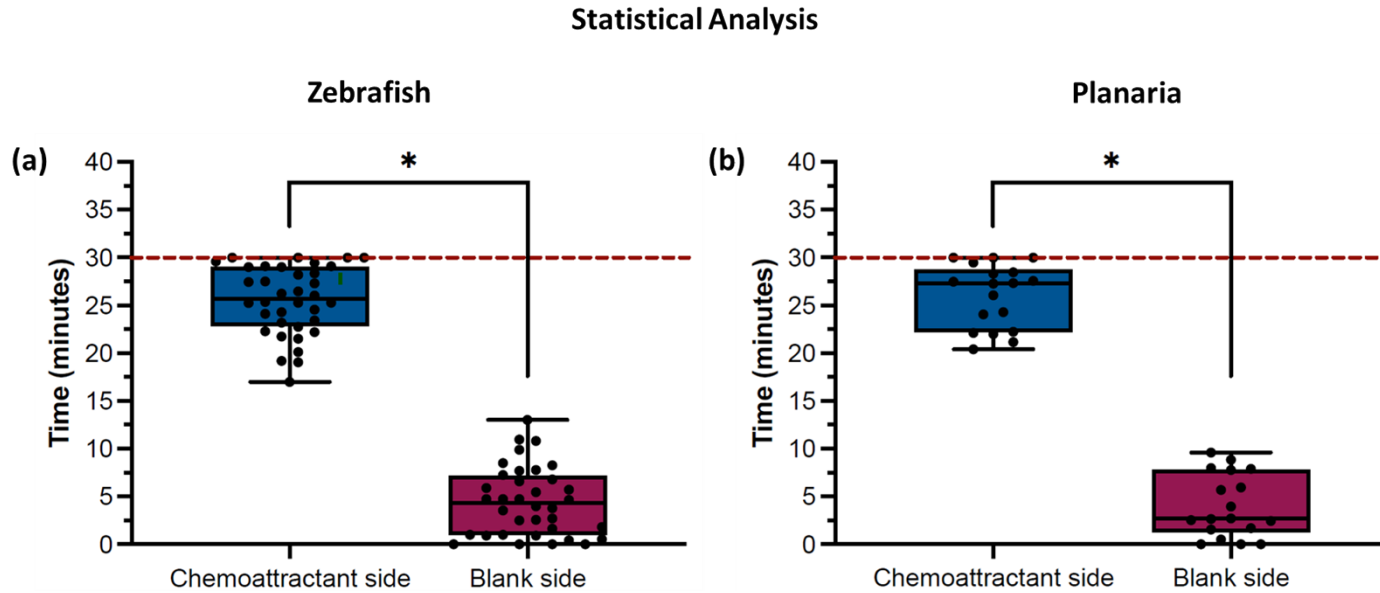 Statistical Analysis
Zebrafish
Planaria
(a)
*
40
35
30
25
20
15
10
5
0
Time (minutes)
Chemoattractant side
Blank side
(b)
*
40
35
30
25
20
15
10
5
0
Time (minutes)
Chemoattractant side
Blank side